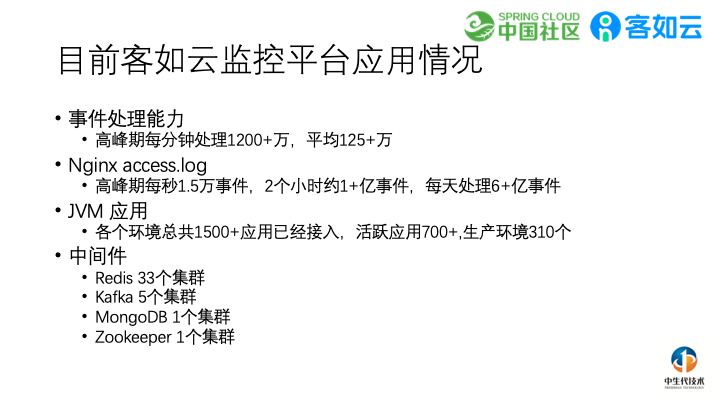 SPRING CLOUD
中国社区
客如云
目前客如云监控平台应用情况
• 事件处理能力
• 高峰期每分钟处理1200+万，平均125+万
• Nginx access.log
• 高峰期每秒1.5万事件，2个小时约1+亿事件，每天处理6+亿事件
• JVM 应用
• 各个环境总共1500+应用已经接入，活跃应用700+,生产环境310个
• 中间件
• Redis 33个集群
• Kafka 5个集群
• MongoDB 1个集群
• Zookeeper 1个集群
中生代技术